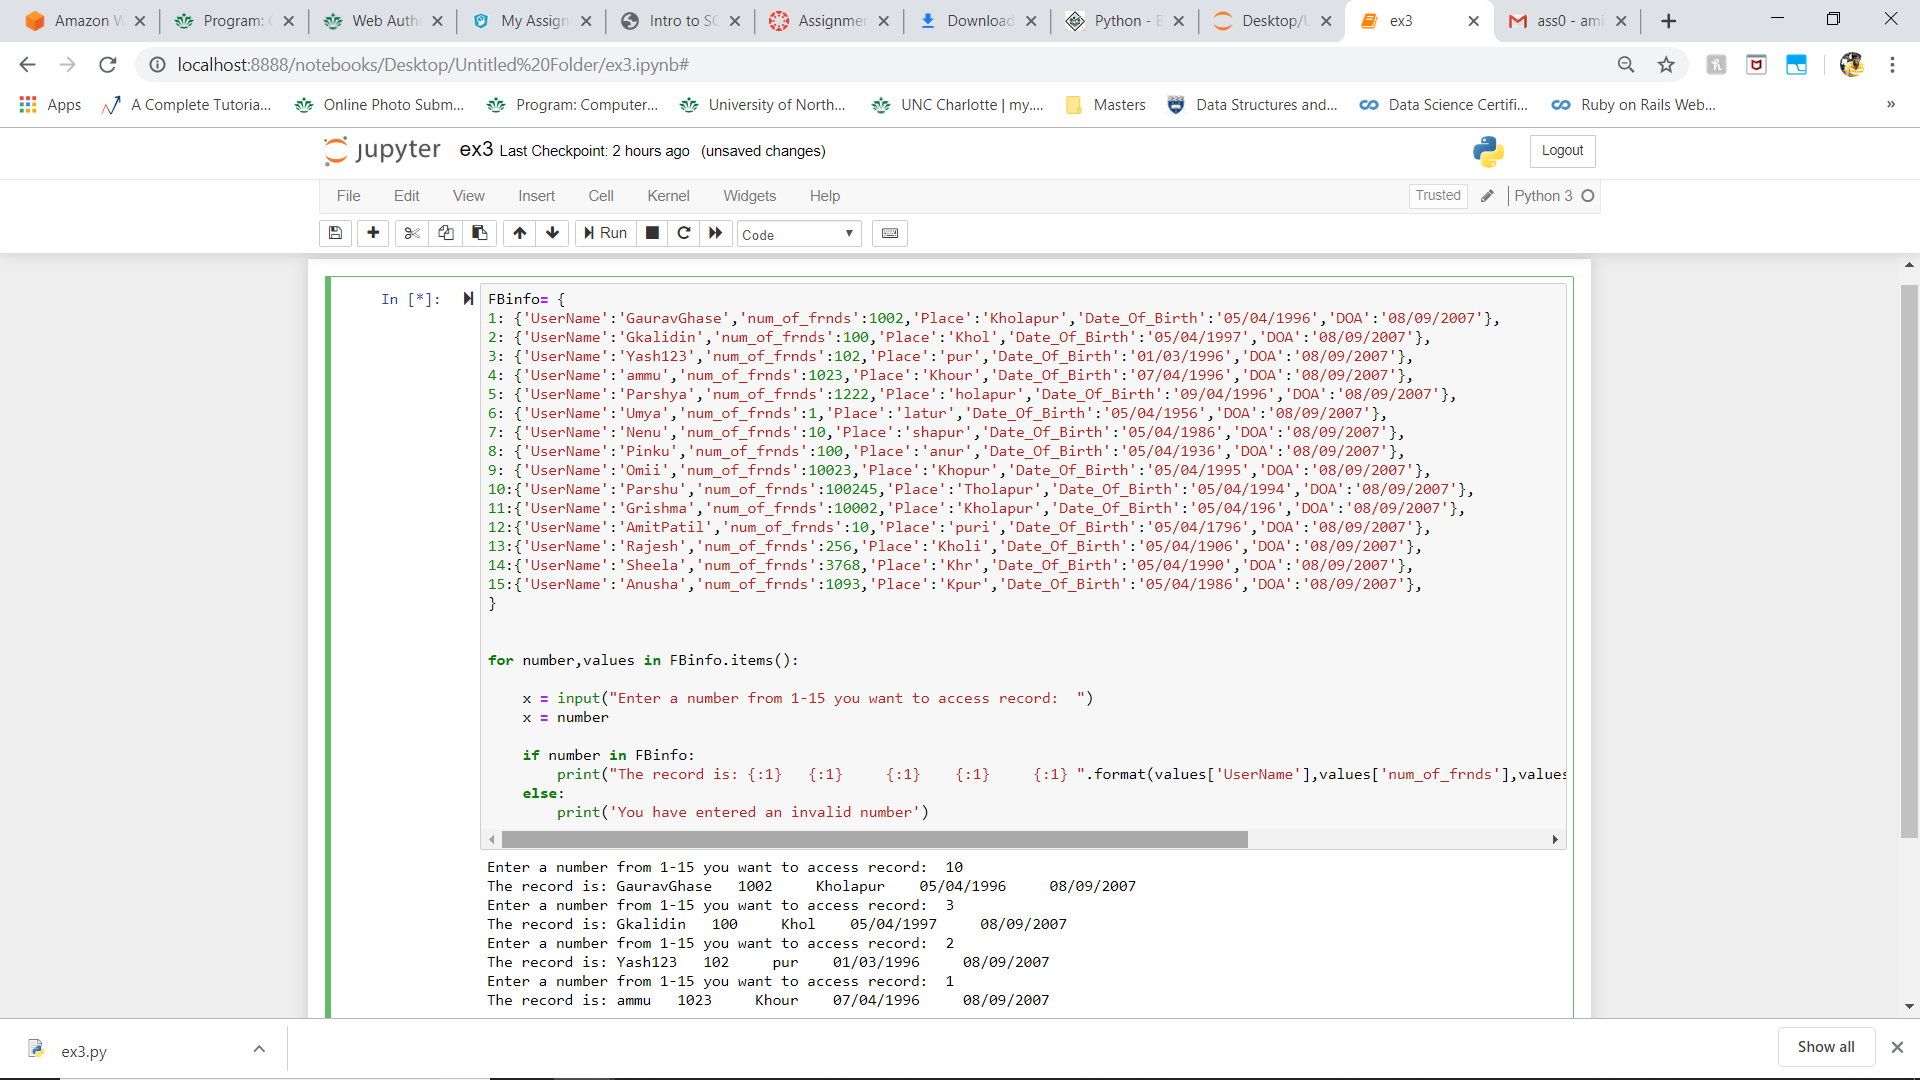 Amazon W
Program: C
Web Auth
My Assign
Intro to SC
Assignmen
Download
Python - E
Desktop/U
ex3
ass0 - ami
localhost:8888/notebooks/Desktop/Untitled%20Folder/ex3.ipynb#
Apps
A Complete Tutoria...
Online Photo Subm...
Program: Computer...
University of North...
UNC Charlotte | my....
Masters
Data Structures and...
Data Science Certifi...
Ruby on Rails Web...
»
jupyter ex3 Last Checkpoint: 2 hours ago (unsaved changes)
Logout
File Edit View Insert Cell Kernel Widgets Help
Trusted
Python 3
Run
Code
In [*]:
FBinfo= {
1: {'UserName':'GauravGhase','num_of_frnds':1002,'Place':'Kholapur','Date_Of_Birth':'05/04/1996','DOA':'08/09/2007'},
2: {'UserName':'Gkalidin','num_of_frnds':100,'Place':'Khol','Date_Of_Birth':'05/04/1997','DOA':'08/09/2007'},
3: {'UserName':'Yash123','num_of_frnds':102,'Place':'pur','Date_Of_Birth':'01/03/1996','DOA':'08/09/2007'},
4: {'UserName':'ammu','num_of_frnds':1023,'Place':'Khour','Date_Of_Birth':'07/04/1996','DOA':'08/09/2007'},
5: {'UserName':'Parshya','num_of_frnds':1222,'Place':'holapur','Date_Of_Birth':'09/04/1996','DOA':'08/09/2007'},
6: {'UserName':'Umya','num_of_frnds':1,'Place':'latur','Date_Of_Birth':'05/04/1956','DOA':'08/09/2007'},
7: {'UserName':'Nenu','num_of_frnds':10,'Place':'shapur','Date_Of_Birth':'05/04/1986','DOA':'08/09/2007'},
8: {'UserName':'Pinku','num_of_frnds':100,'Place':'anur','Date_Of_Birth':'05/04/1936','DOA':'08/09/2007'},
9: {'UserName':'Omii','num_of_frnds':10023,'Place':'Khopur','Date_Of_Birth':'05/04/1995','DOA':'08/09/2007'},
10:{'UserName':'Parshu','num_of_frnds':100245,'Place':'Tholapur','Date_Of_Birth':'05/04/1994','DOA':'08/09/2007'},
11:{'UserName':'Grishma','num_of_frnds':10002,'Place':'Kholapur','Date_Of_Birth':'05/04/196','DOA':'08/09/2007'},
12:{'UserName':'AmitPatil','num_of_frnds':10,'Place':'puri','Date_Of_Birth':'05/04/1796','DOA':'08/09/2007'},
13:{'UserName':'Rajesh','num_of_frnds':256,'Place':'Kholi','Date_Of_Birth':'05/04/1906','DOA':'08/09/2007'},
14:{'UserName':'Sheela','num_of_frnds':3768,'Place':'Khr','Date_Of_Birth':'05/04/1990','DOA':'08/09/2007'},
15:{'UserName':'Anusha','num_of_frnds':1093,'Place':'Kpur','Date_Of_Birth':'05/04/1986','DOA':'08/09/2007'},
}
for number,values in FBinfo.items():
x = input("Enter a number from 1-15 you want to access record:  ")
x = number
if number in FBinfo:
print("The record is: {:1}   {:1}     {:1}    {:1}     {:1} ".format(values['UserName'],values['num_of_frnds'],values
else:
print('You have entered an invalid number')
Enter a number from 1-15 you want to access record:  10
The record is: GauravGhase   1002     Kholapur    05/04/1996     08/09/2007
Enter a number from 1-15 you want to access record:  3
The record is: Gkalidin   100     Khol    05/04/1997     08/09/2007
Enter a number from 1-15 you want to access record:  2
The record is: Yash123   102     pur    01/03/1996     08/09/2007
Enter a number from 1-15 you want to access record:  1
The record is: ammu   1023     Khour    07/04/1996     08/09/2007
ex3.py
Show all